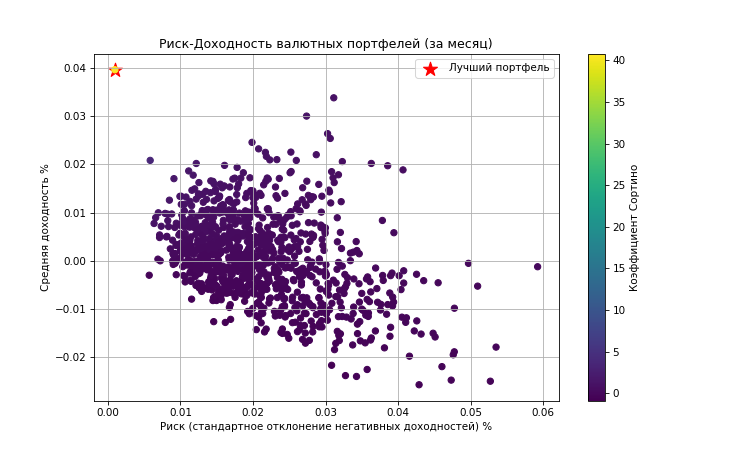 Риск-Доходность валютных портфелей (за месяц)
Лучший портфель
0.04
0.03
0.02
0.01
0.00
−0.01
−0.02
Средняя доходность %
0.00 0.01 0.02 0.03 0.04 0.05 0.06
Риск (стандартное отклонение негативных доходностей) %
40
35
30
25
20
15
10
5
0
Коэффициент Сортино